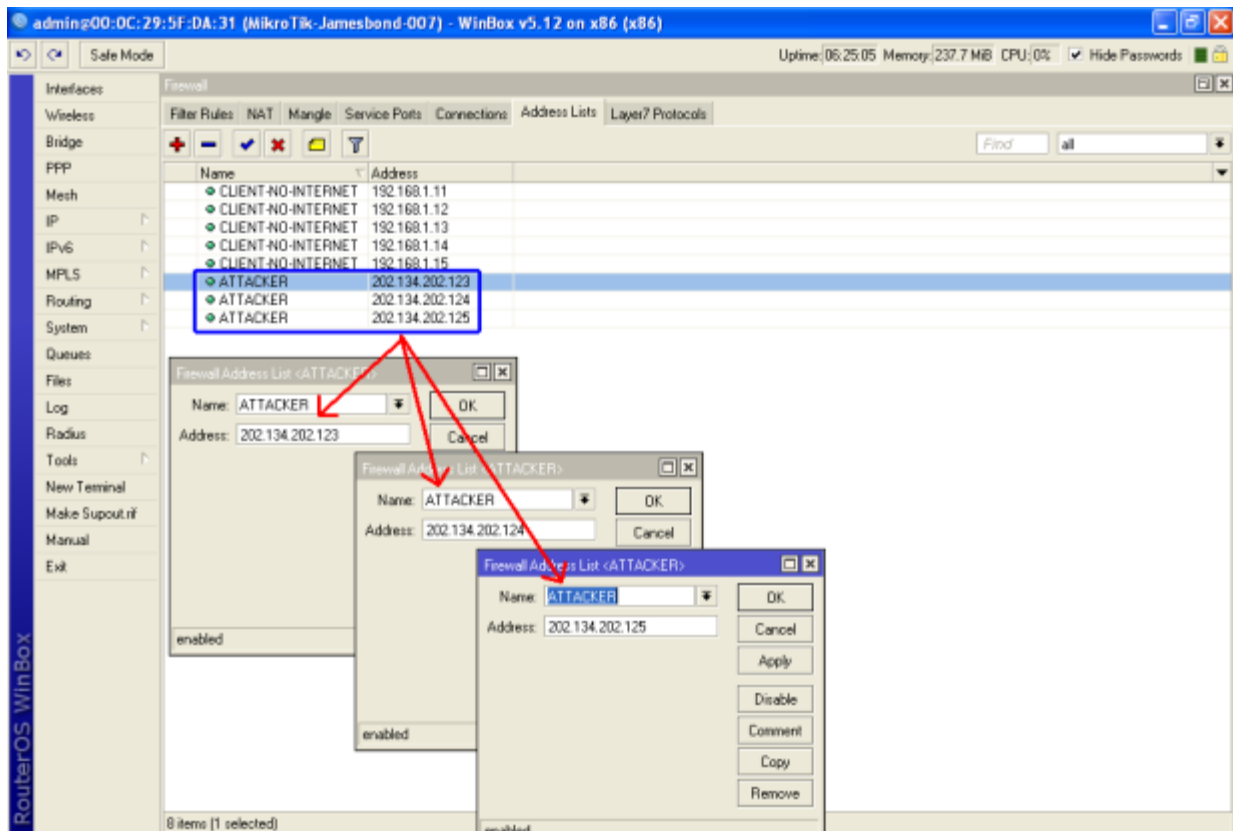 admin@00:0C:29:5F:DA:31 (MikroTik-Jamesbond-007) - WinBox v5.12 on x86 (x86)
Safe Mode Uptime: 06:25:05 Memory: 237.7 MiB CPU: 0% Hide Passwords
Interfaces
Wireless
Bridge
PPP
Mesh
IP
IPv6
MPLS
Routing
System
Queues
Files
Log
Radius
Tools
New Terminal
Make Supout.rif
Manual
Exit
RouterOS WinBox
Firewall
Filter Rules NAT Mangle Service Ports Connections Address Lists Layer7 Protocols
Find all
Name Address
CLIENT-NO-INTERNET 192.168.1.11
CLIENT-NO-INTERNET 192.168.1.12
CLIENT-NO-INTERNET 192.168.1.13
CLIENT-NO-INTERNET 192.168.1.14
CLIENT-NO-INTERNET 192.168.1.15
ATTACKER 202.134.202.123
ATTACKER 202.134.202.124
ATTACKER 202.134.202.125
Firewall Address List <ATTACKER>
Name: ATTACKER OK
Address: 202.134.202.123 Cancel
enabled
Firewall Address List <ATTACKER>
Name: ATTACKER OK
Address: 202.134.202.124 Cancel
enabled
Firewall Address List <ATTACKER>
Name: ATTACKER OK
Address: 202.134.202.125 Cancel
Apply
Disable
Comment
Copy
Remove
enabled
8 items (1 selected)